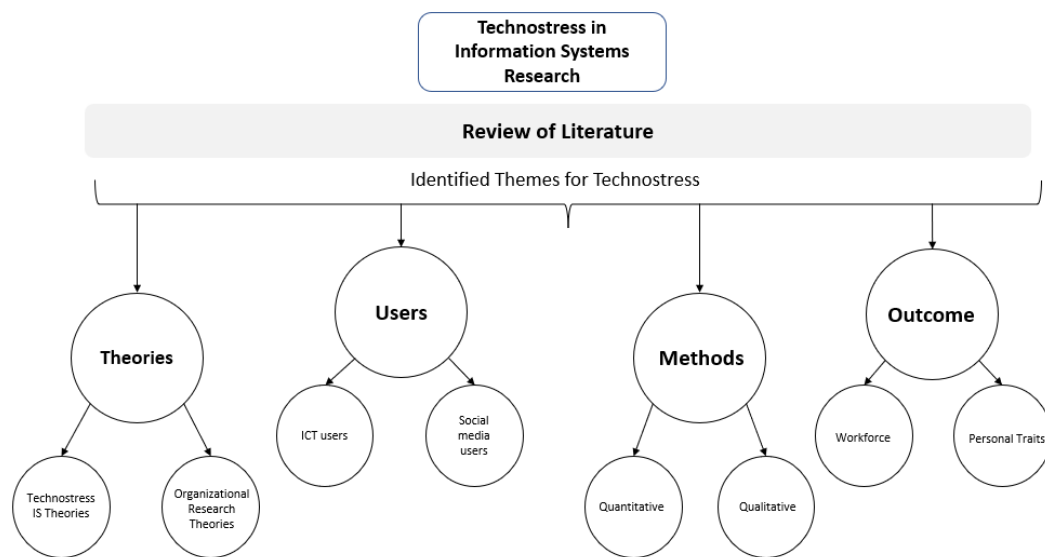 Technostress in
Information Systems
Research
Review of Literature
Identified Themes for Technostress
Theories
Users
Methods
Outcome
Technostress
IS Theories
Organizational
Research
Theories
ICT users
Social
media
users
Quantitative
Qualitative
Workforce
Personal Traits